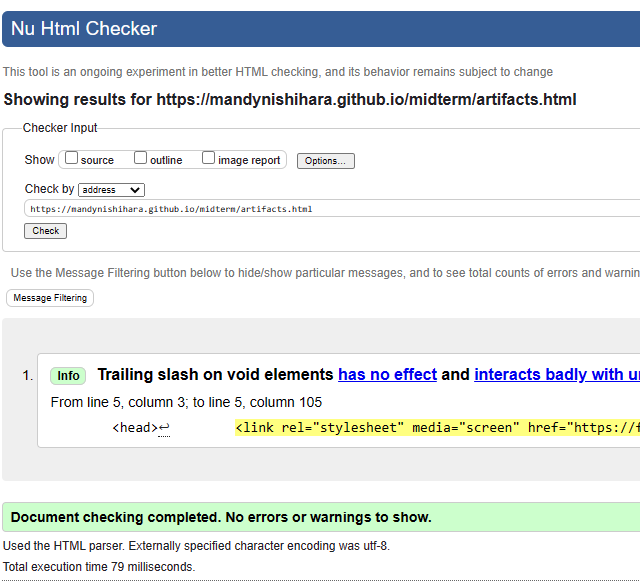 Nu Html Checker
This tool is an ongoing experiment in better HTML checking, and its behavior remains subject to change
Showing results for https://mandynishihara.github.io/midterm/artifacts.html
Checker Input
Show source outline image report Options...
Check by address
https://mandynishihara.github.io/midterm/artifacts.html
Check
Use the Message Filtering button below to hide/show particular messages, and to see total counts of errors and
Message Filtering
1. Info Trailing slash on void elements has no effect and interacts badly with
From line 5, column 3; to line 5, column 105
<head>↩ <link rel="stylesheet" media="screen" href="https://
Document checking completed. No errors or warnings to show.
Used the HTML parser. Externally specified character encoding was utf-8.
Total execution time 79 milliseconds.